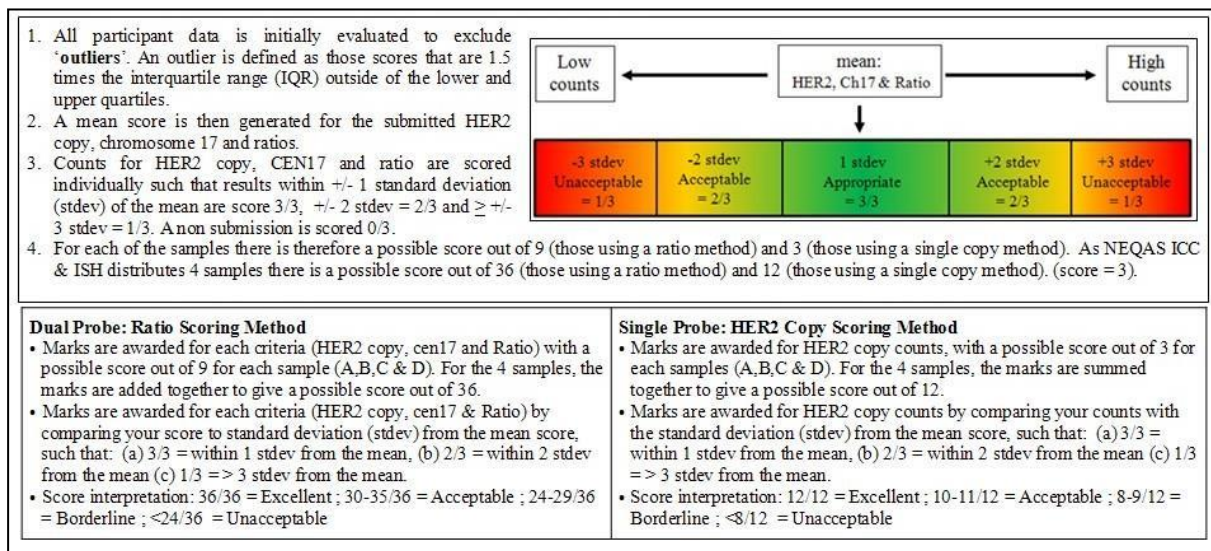 1. All participant data is initially evaluated to exclude
'outliers'. An outlier is defined as those scores that are 1.5
times the interquartile range (IQR) outside of the lower and
upper quartiles.
2. A mean score is then generated for the submitted HER2
copy, chromosome 17 and ratios.
3. Counts for HER2 copy, CEN17 and ratio are scored
individually such that results within +/- 1 standard deviation
(stdev) of the mean are score 3/3, +/- 2 stdev = 2/3 and ≥ +/-
3 stdev = 1/3. A non submission is scored 0/3.
4. For each of the samples there is therefore a possible score out of 9 (those using a ratio method) and 3 (those using a single copy method). As NEQAS ICC
& ISH distributes 4 samples there is a possible score out of 36 (those using a ratio method) and 12 (those using a single copy method). (score = 3).
Low
counts
mean:
HER2, Ch17 & Ratio
High
counts
-3 stdev
Unacceptable
= 1/3
-2 stdev
Acceptable
= 2/3
1 stdev
Appropriate
= 3/3
+2 stdev
Acceptable
= 2/3
+3 stdev
Unacceptable
= 1/3
Dual Probe: Ratio Scoring Method
• Marks are awarded for each criteria (HER2 copy, cen17 and Ratio) with a
possible score out of 9 for each sample (A,B,C & D). For the 4 samples, the
marks are added together to give a possible score out of 36.
• Marks are awarded for each criteria (HER2 copy, cen17 & Ratio) by
comparing your score to standard deviation (stdev) from the mean score,
such that: (a) 3/3 = within 1 stdev from the mean, (b) 2/3 = within 2 stdev
from the mean (c) 1/3 => 3 stdev from the mean.
• Score interpretation: 36/36 = Excellent ; 30-35/36 = Acceptable ; 24-29/36
= Borderline ; <24/36 = Unacceptable
Single Probe: HER2 Copy Scoring Method
• Marks are awarded for HER2 copy counts, with a possible score out of 3 for
each samples (A,B,C & D). For the 4 samples, the marks are summed
together to give a possible score out of 12.
• Marks are awarded for HER2 copy counts by comparing your counts with
the standard deviation (stdev) from the mean score, such that: (a) 3/3 =
within 1 stdev from the mean, (b) 2/3 = within 2 stdev from the mean (c) 1/3
=> 3 stdev from the mean.
• Score interpretation: 12/12 = Excellent ; 10-11/12 = Acceptable ; 8-9/12 =
Borderline ; <8/12 = Unacceptable